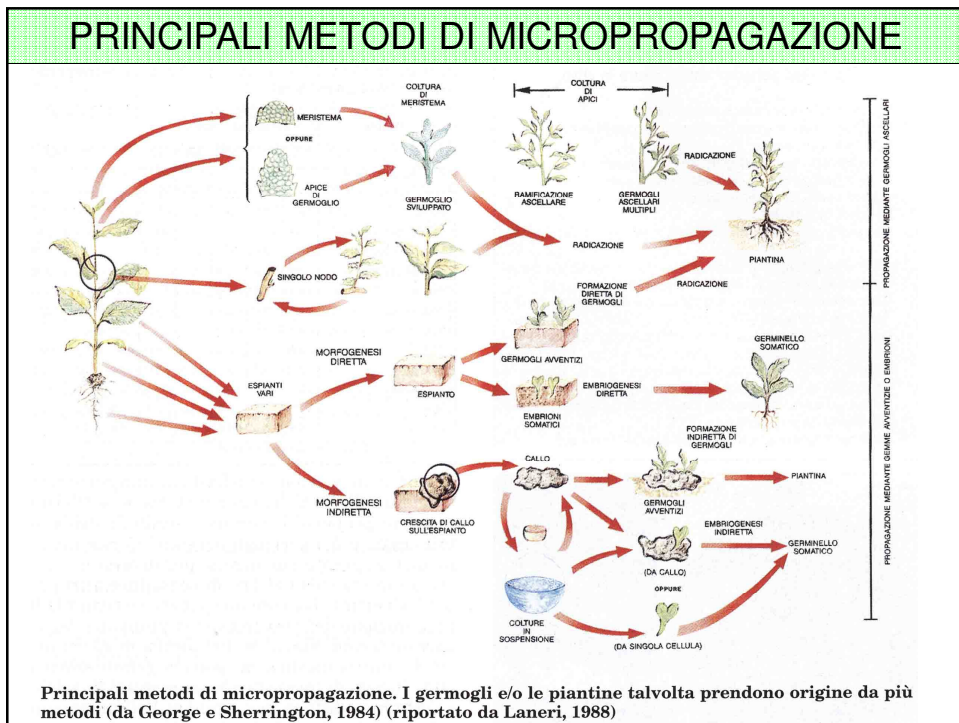 PRINCIPALI METODI DI MICROPROPAGAZIONE
COLTURA
DI
MERISTEMA
COLTURA
DI
APICI
MERISTEMA
OPPURE
APICE
DI
GERMOGLIO
GERMOGLIO
SVILUPPATO
RAMIFICAZIONE
ASCELLARE
GERMOGLI
ASCELLARI
MULTIPLI
RADICAZIONE
PIANTINA
PROPAGAZIONE MEDIANTE GERMOGLI ASCELLARI
SINGOLO NODO
RADICAZIONE
FORMAZIONE
DIRETTA DI
GERMOGLI
RADICAZIONE
MORFOGENESI
DIRETTA
ESPIANTI
VARI
ESPIANTO
GERMOGLI AVVENTIZI
EMBRIONI
SOMATICI
EMBRIOGENESI
DIRETTA
GERMINELLO
SOMATICO
PROPAGAZIONE MEDIANTE GEMME AVVENTIZIE O EMBRIONI
MORFOGENESI
INDIRETTA
CRESCITA DI CALLO
SULL'ESPIANTO
CALLO
FORMAZIONE
INDIRETTA DI
GERMOGLI
GERMOGLI
AVVENTIZI
PIANTINA
EMBRIOGENESI
INDIRETTA
(DA CALLO)
OPPURE
GERMINELLO
SOMATICO
COLTURE
IN
SOSPENSIONE
(DA SINGOLA CELLULA)
Principali metodi di micropropagazione. I germogli e/o le piantine talvolta prendono origine da più
metodi (da George e Sherrington, 1984) (riportato da Laneri, 1988)